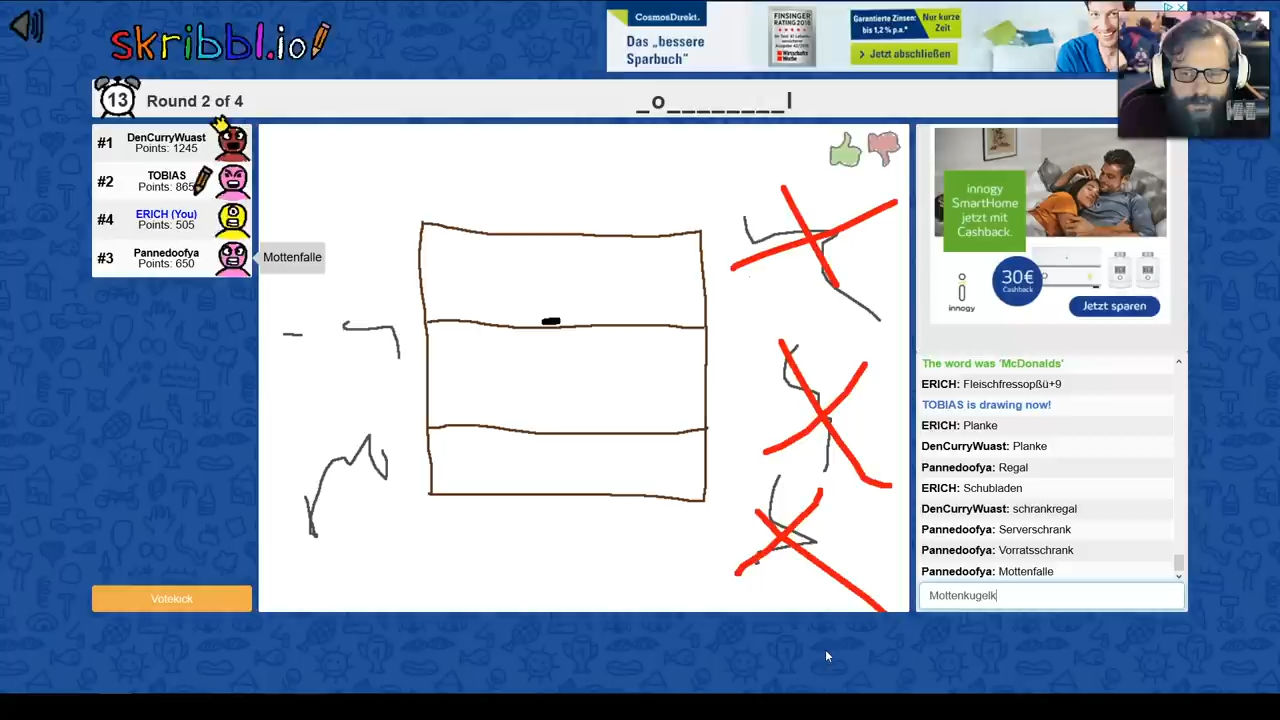 skribbl.io
CosmosDirekt.
Das „bessere
Sparbuch“
FINSINGER
RATING 2018
Garantierte Zinsen:
bis 1,2 % p.a.*
Nur kurze
Zeit
> Jetzt abschließen
13
Round 2 of 4
_o________l
#1
DenCurryWuast
Points: 1245
#2
TOBIAS
Points: 865
#4
ERICH (You)
Points: 505
#3
Pannedoofya
Points: 650
Mottenfalle
Votekick
innogy
SmartHome
jetzt mit
Cashback.
innogy
30€
Cashback
Jetzt sparen
The word was 'McDonalds'
ERICH: Fleischfressopßü+9
TOBIAS is drawing now!
ERICH: Planke
DenCurryWuast: Planke
Pannedoofya: Regal
ERICH: Schubladen
DenCurryWuast: schrankregal
Pannedoofya: Serverschrank
Pannedoofya: Vorratsschrank
Pannedoofya: Mottenfalle
Mottenkugelk